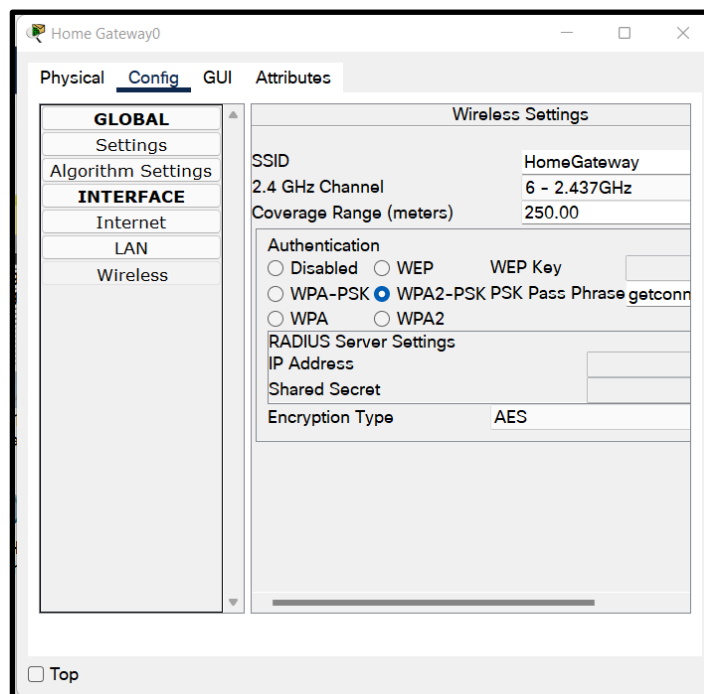 Home Gateway0
Physical Config GUI Attributes
GLOBAL
Settings
Algorithm Settings
INTERFACE
Internet
LAN
Wireless
Wireless Settings
SSID HomeGateway
2.4 GHz Channel 6 - 2.437GHz
Coverage Range (meters) 250.00
Authentication
Disabled WEP WEP Key
WPA-PSK WPA2-PSK PSK Pass Phrase getconn
WPA WPA2
RADIUS Server Settings
IP Address
Shared Secret
Encryption Type AES
Top